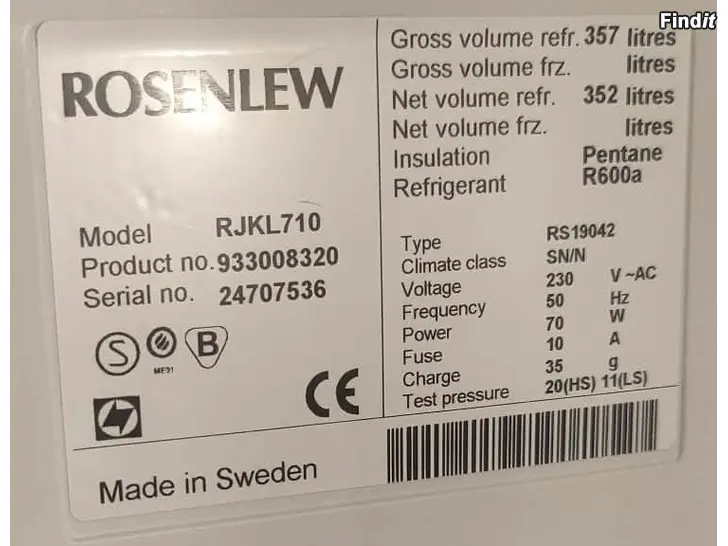 Findit
ROSENLEW
Model RJKL710
Product no. 933008320
Serial no. 24707536
S
B
ME91
CE
Made in Sweden
Gross volume refr. 357 litres
Gross volume frz. litres
Net volume refr. 352 litres
Net volume frz. litres
Insulation Pentane
Refrigerant R600a
Type RS19042
Climate class SN/N
Voltage 230 V ~AC
Frequency 50 Hz
Power 70 W
Fuse 10 A
Charge 35 g
Test pressure 20(HS) 11(LS)